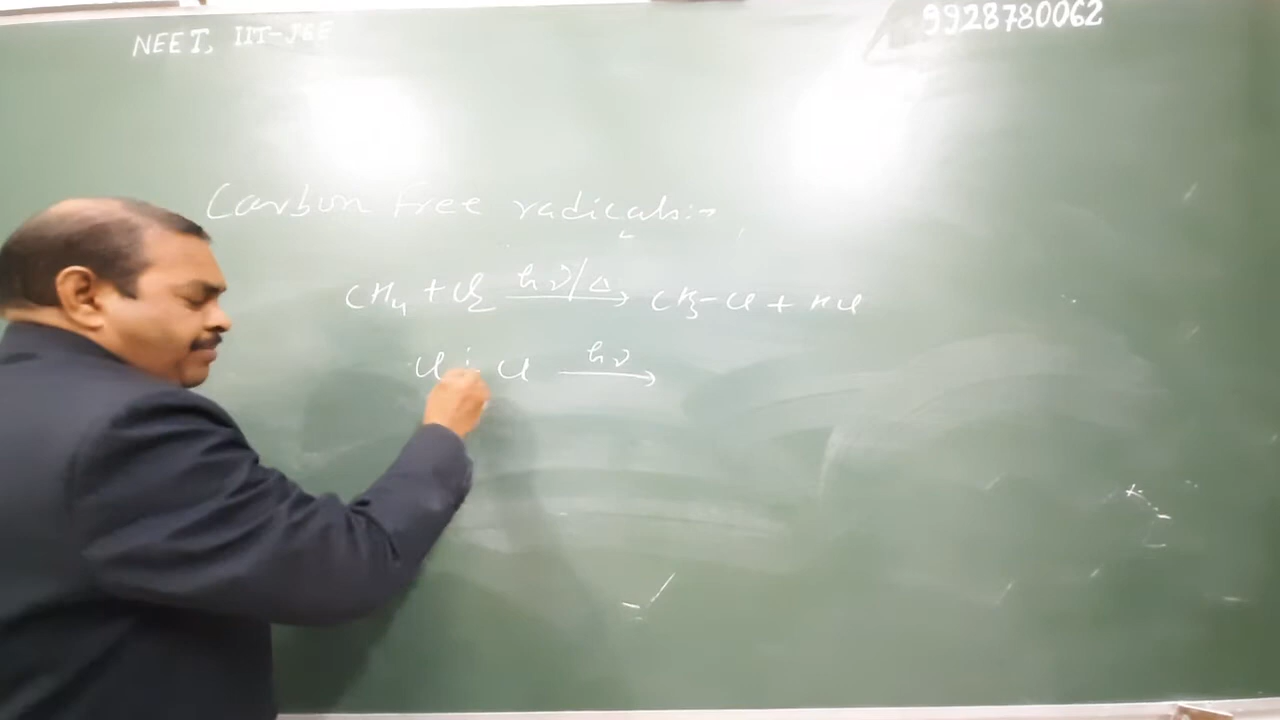 NEET, IIT-JEE
9928780062
Carbon Free radicals:-
CH4 + Cl2 hν/Δ → CH3-Cl + HCl
Cl : Cl hν →